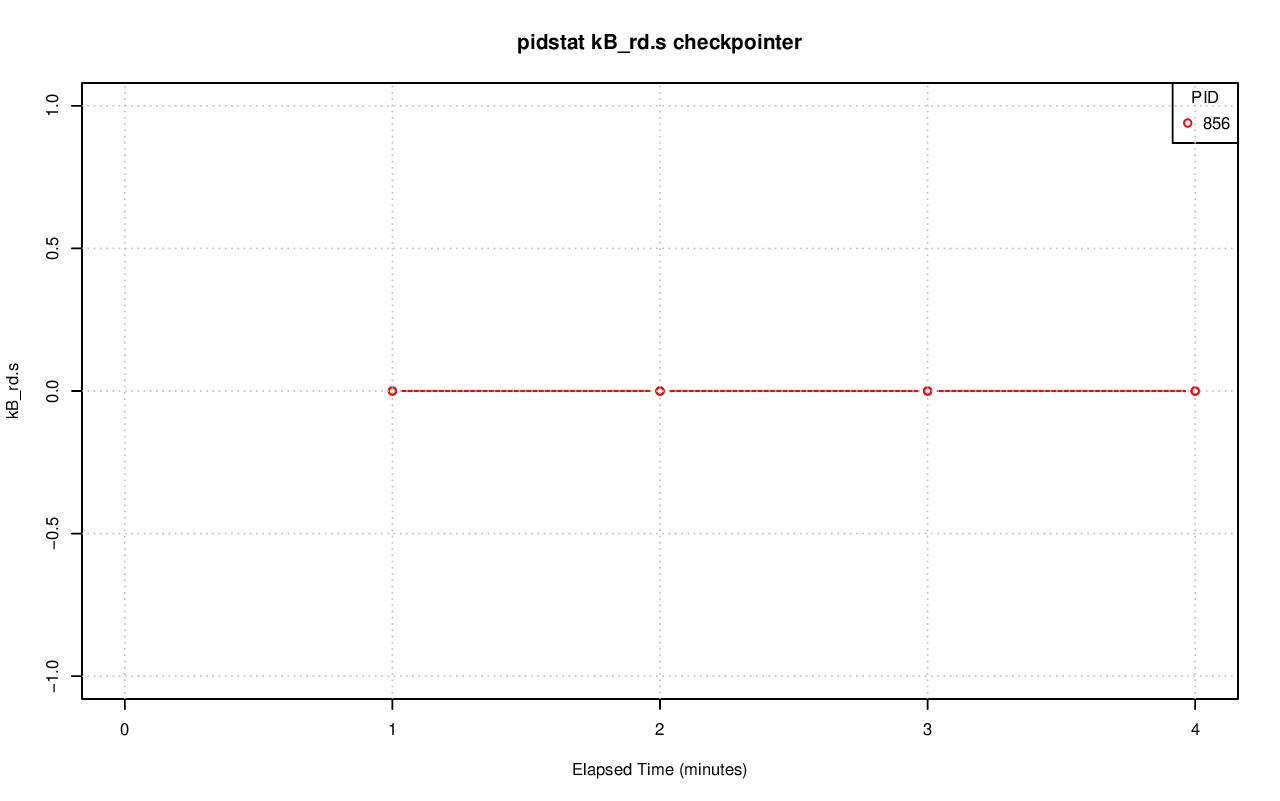 pidstat kB_rd.s checkpointer
PID
856
1.0
0.5
0.0
−0.5
−1.0
kB_rd.s
0 1 2 3 4
Elapsed Time (minutes)